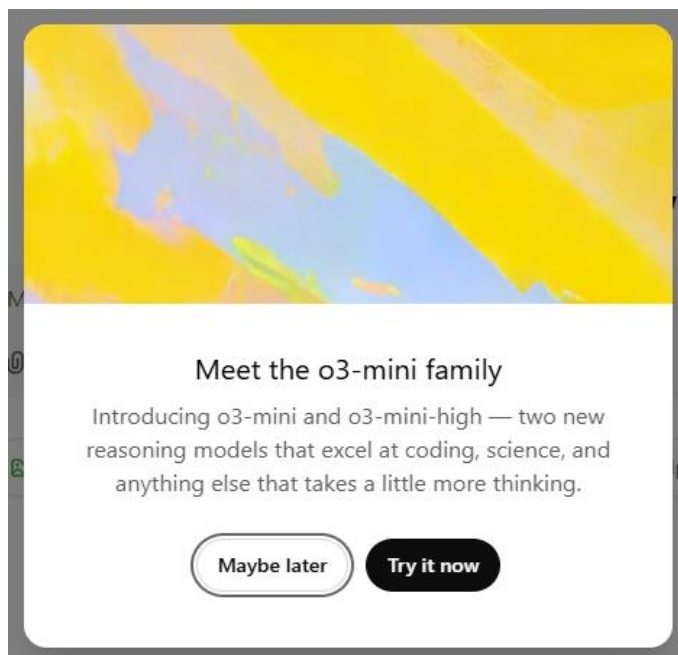 Meet the o3-mini family
Introducing o3-mini and o3-mini-high — two new
reasoning models that excel at coding, science, and
anything else that takes a little more thinking.
Maybe later
Try it now